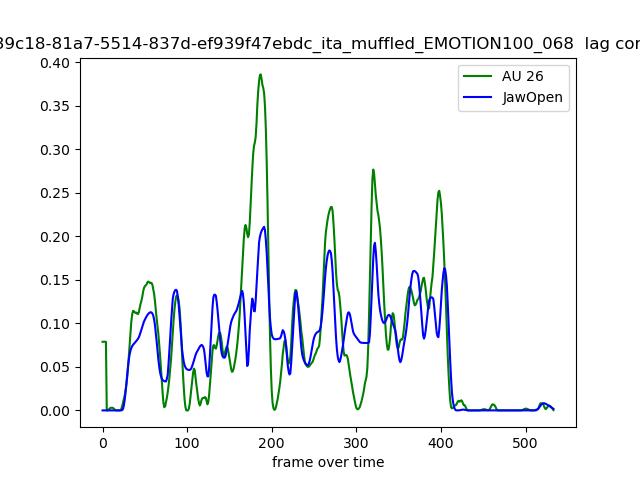 39c18-81a7-5514-837d-ef939f47ebdc_ita_muffled_EMOTION100_068 lag cor
AU 26
JawOpen
0.40
0.35
0.30
0.25
0.20
0.15
0.10
0.05
0.00
0 100 200 300 400 500
frame over time